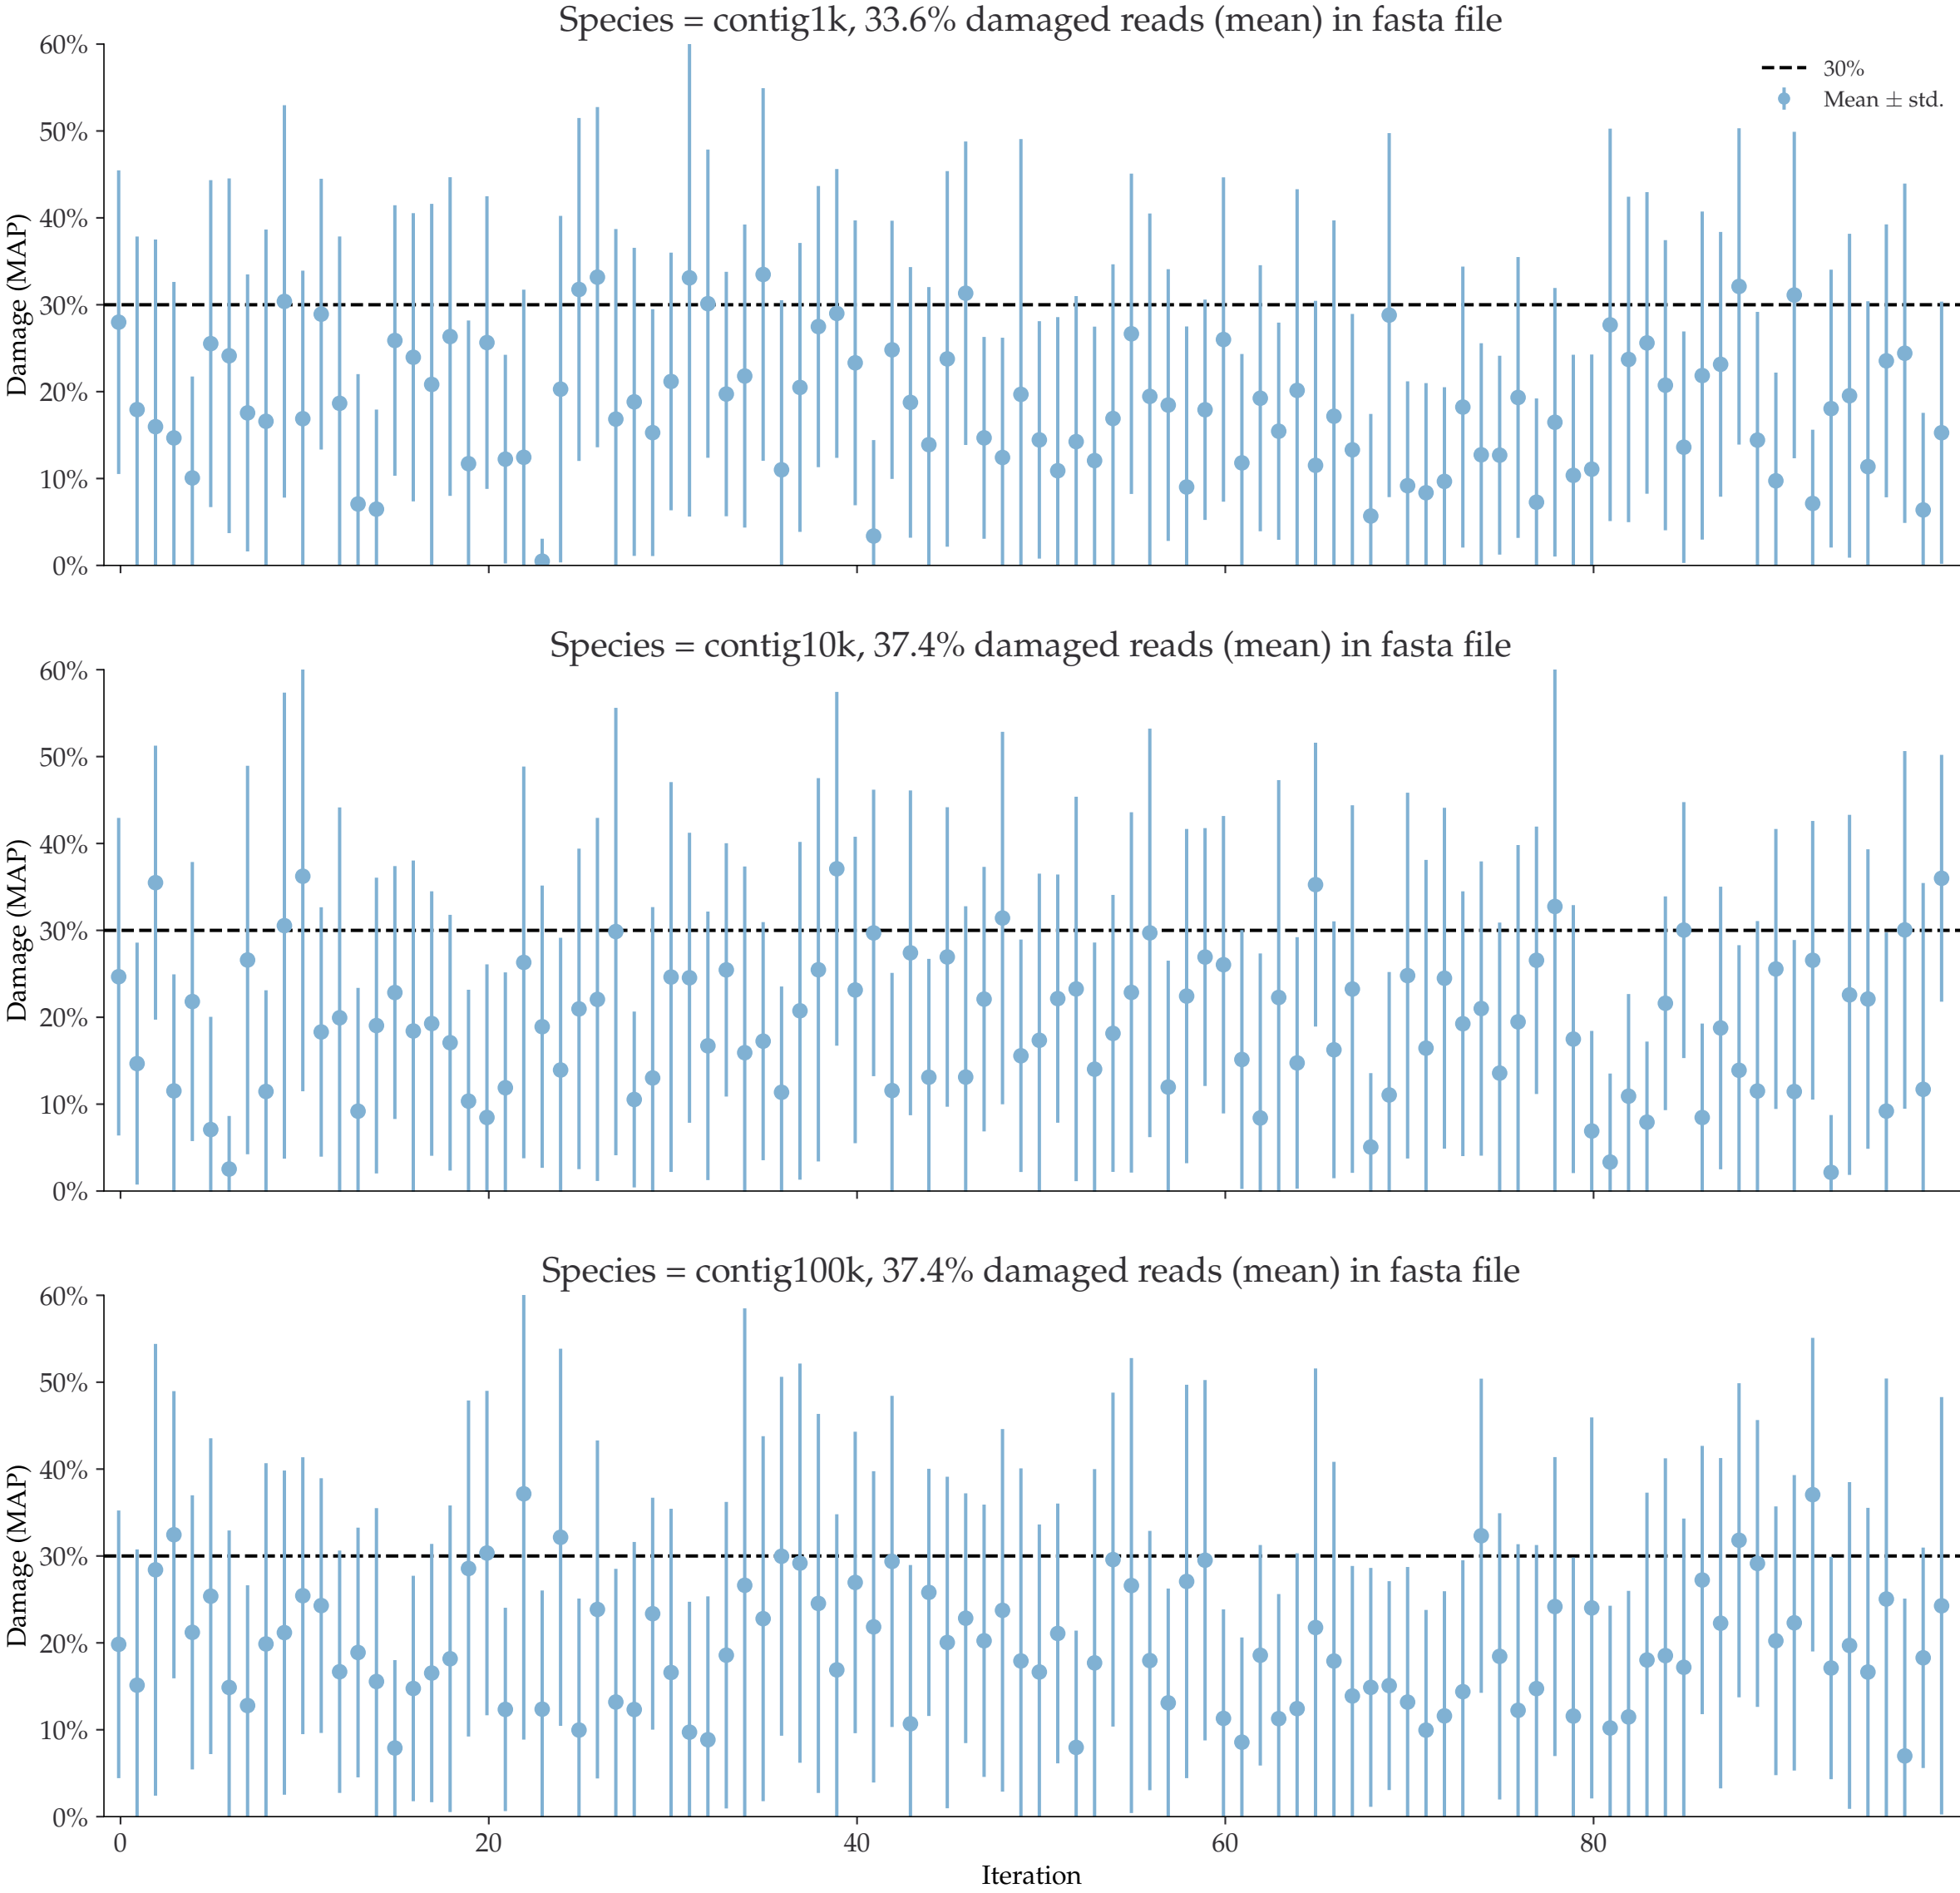 Species = contig1k, 33.6% damaged reads (mean) in fasta file
60%
50%
40%
30%
20%
10%
0%
Damage (MAP)
30%
Mean ± std.
Species = contig10k, 37.4% damaged reads (mean) in fasta file
60%
50%
40%
30%
20%
10%
0%
Damage (MAP)
Species = contig100k, 37.4% damaged reads (mean) in fasta file
60%
50%
40%
30%
20%
10%
0%
Damage (MAP)
0 20 40 60 80
Iteration